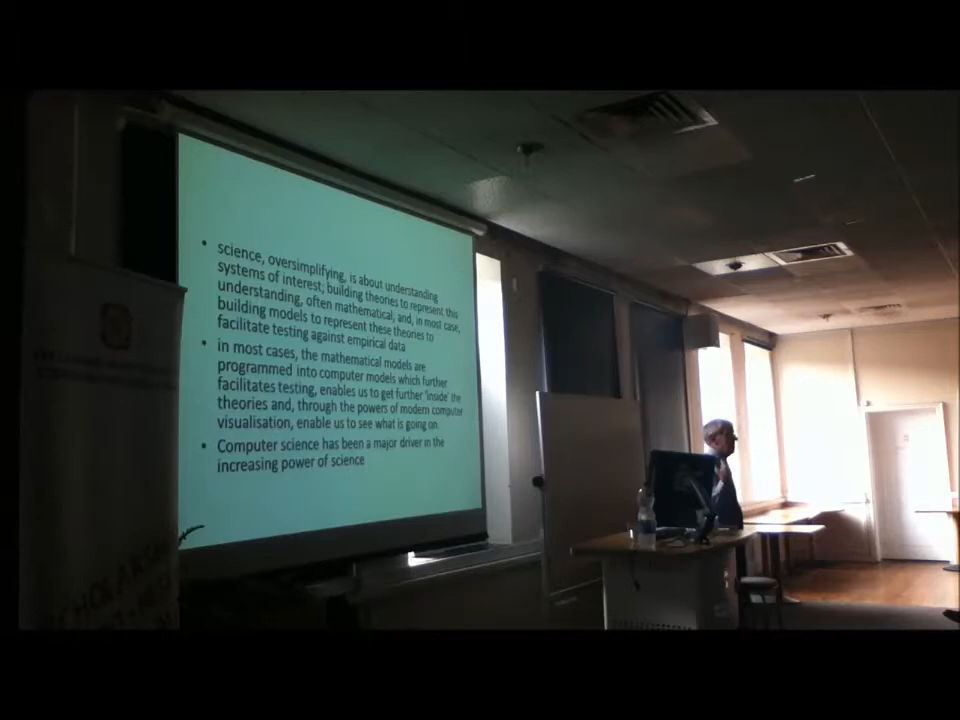 • science, oversimplifying, is about understanding
systems of interest; building theories to represent this
understanding, often mathematical, and, in most case,
building models to represent these theories to
facilitate testing against empirical data
• in most cases, the mathematical models are
programmed into computer models which further
facilitates testing, enables us to get further 'inside' the
theories and, through the powers of modern computer
visualisation, enable us to see what is going on.
• Computer science has been a major driver in the
increasing power of science